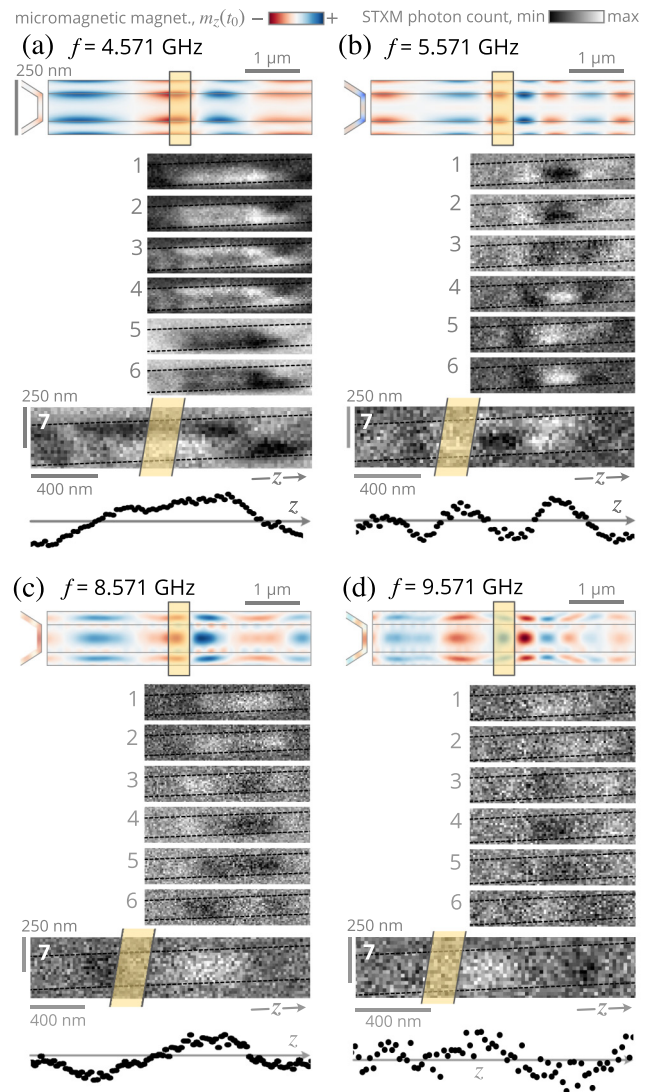 micromagnetic magnet., m_z(t_0) − + STXM photon count, min max
(a) f = 4.571 GHz 1 μm
250 nm
1
2
3
4
5
6
250 nm
7
400 nm
z
z
(b) f = 5.571 GHz 1 μm
1
2
3
4
5
6
250 nm
7
400 nm
z
z
(c) f = 8.571 GHz 1 μm
1
2
3
4
5
6
250 nm
7
400 nm
z
z
(d) f = 9.571 GHz 1 μm
1
2
3
4
5
6
250 nm
7
400 nm
z
z